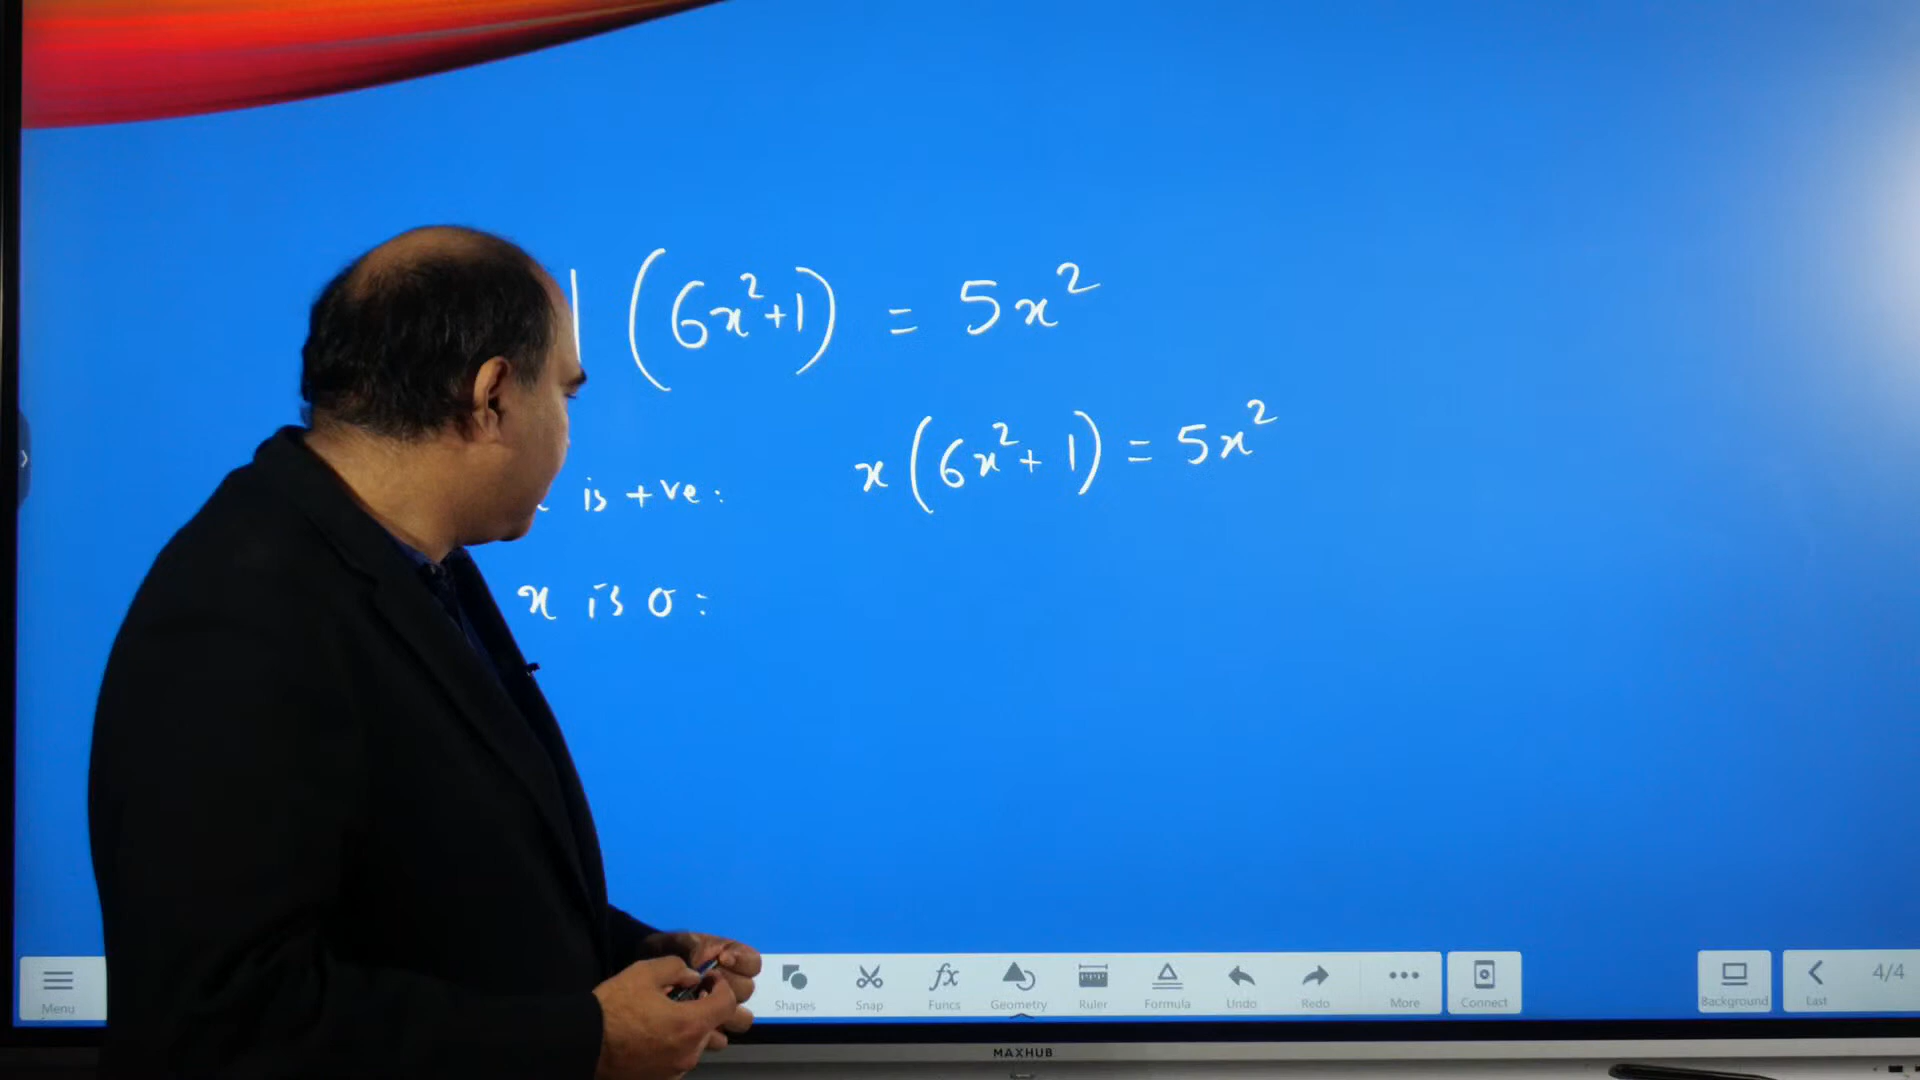 | (6x²+1) = 5x²
x (6x²+1) = 5x²
is +ve:
x is 0:
Menu
Shapes Snap Funcs Geometry Ruler Formula Undo Redo More Connect Background Last 4/4
MAXHUB